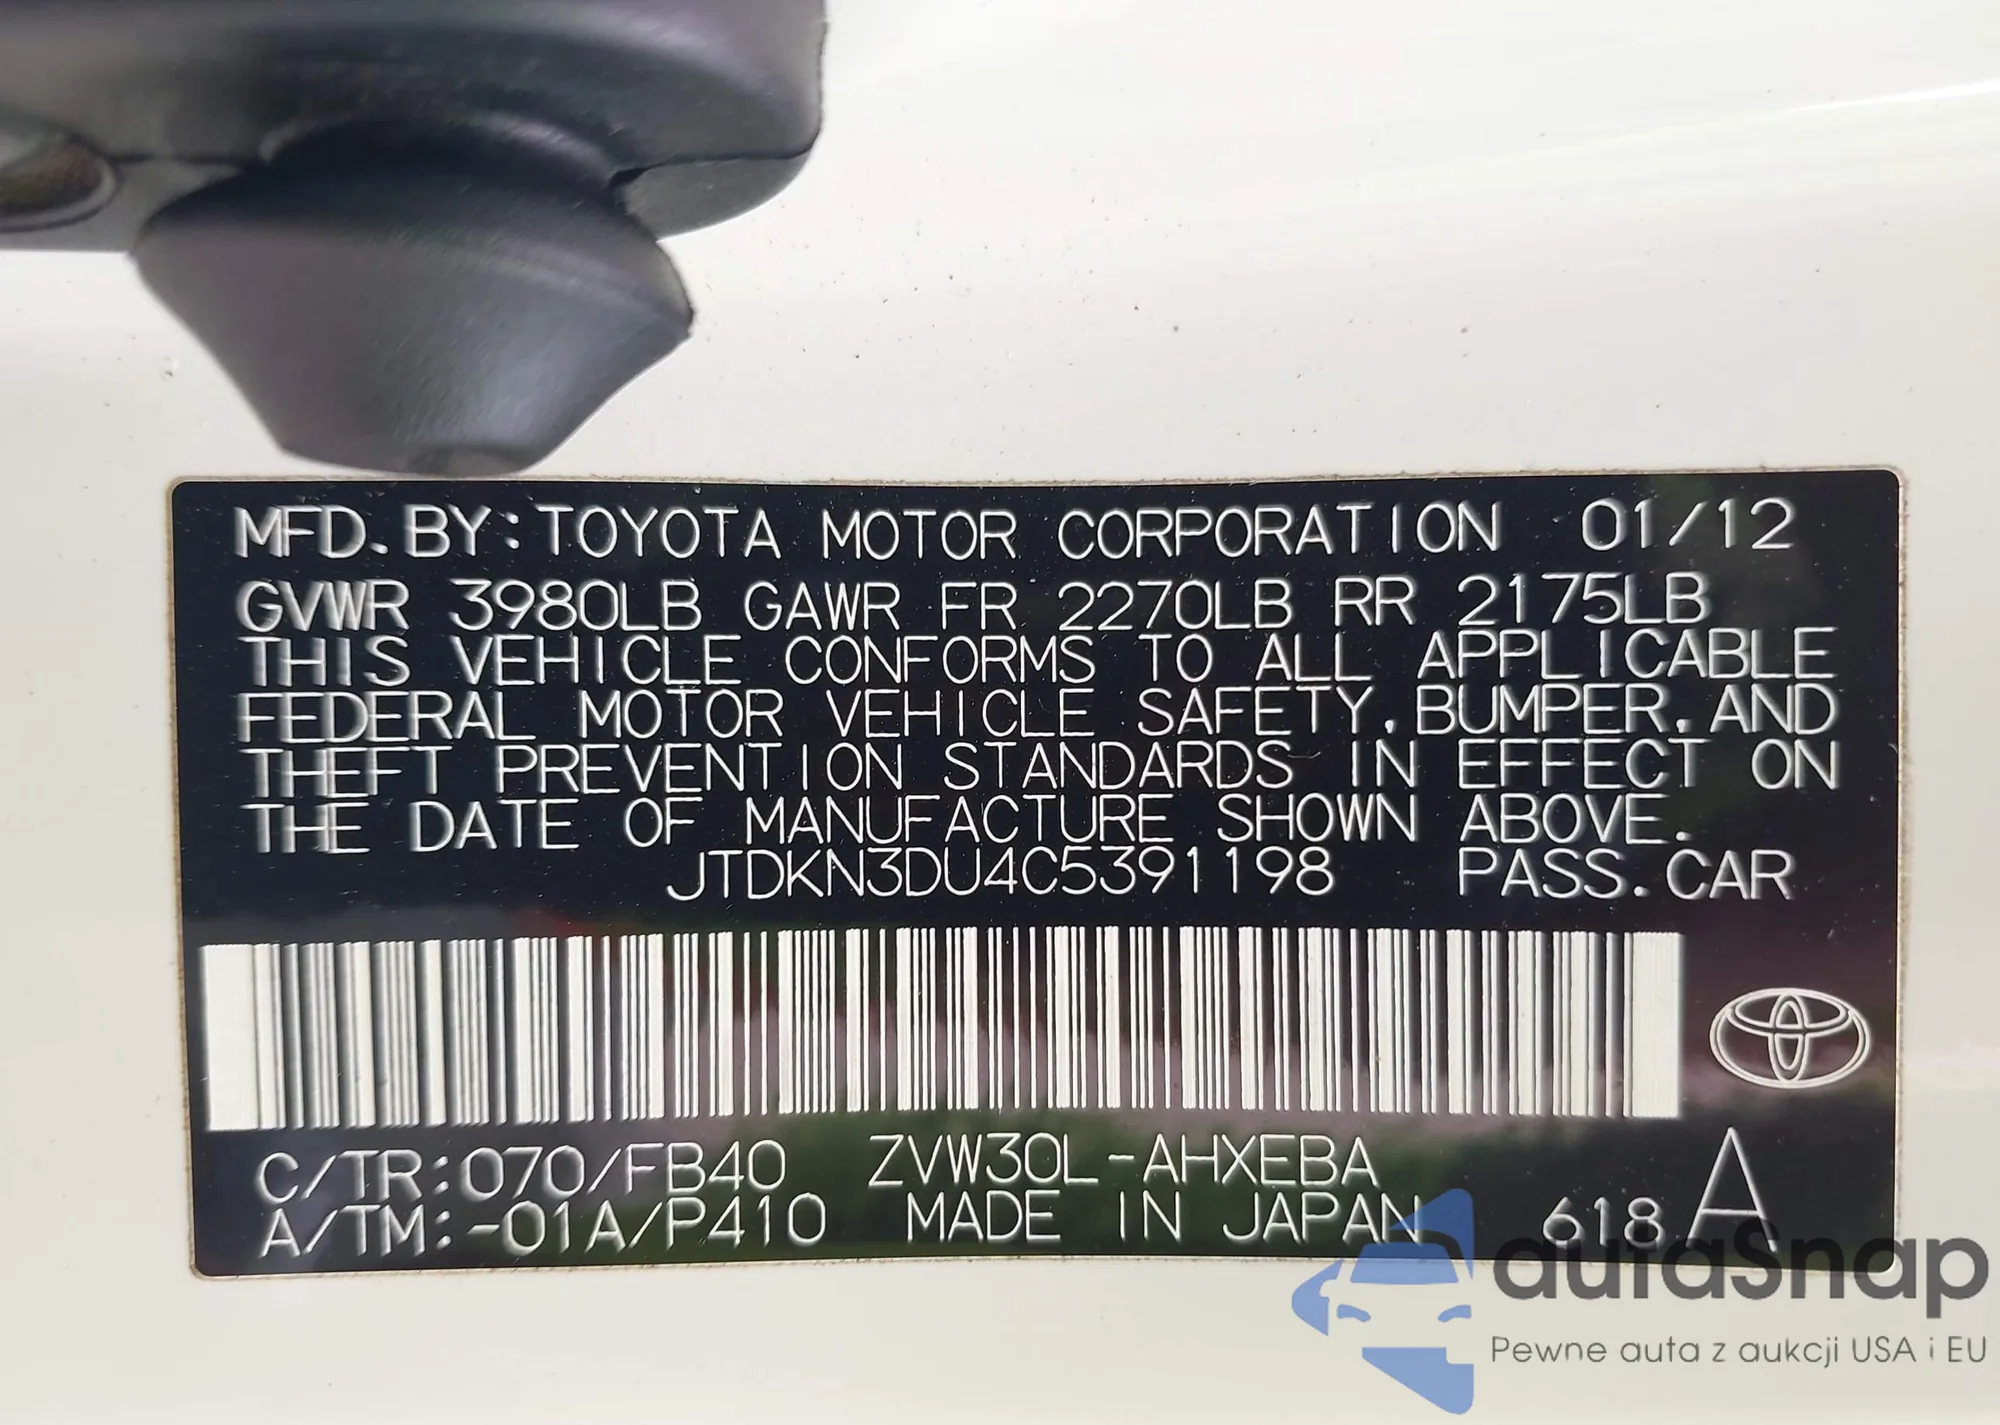 MFD. BY: TOYOTA MOTOR CORPORATION 01/12
GVWR 3980LB GAWR FR 2270LB RR 2175LB
THIS VEHICLE CONFORMS TO ALL APPLICABLE
FEDERAL MOTOR VEHICLE SAFETY, BUMPER, AND
THEFT PREVENTION STANDARDS IN EFFECT ON
THE DATE OF MANUFACTURE SHOWN ABOVE.
JTDKN3DU4C5391198 PASS. CAR
C/TR: 070/FB40 ZVW30L-AHXEBA
A/TM: -01A/P410 MADE IN JAPAN 618 A
autaSnap
Pewne auta z aukcji USA i EU